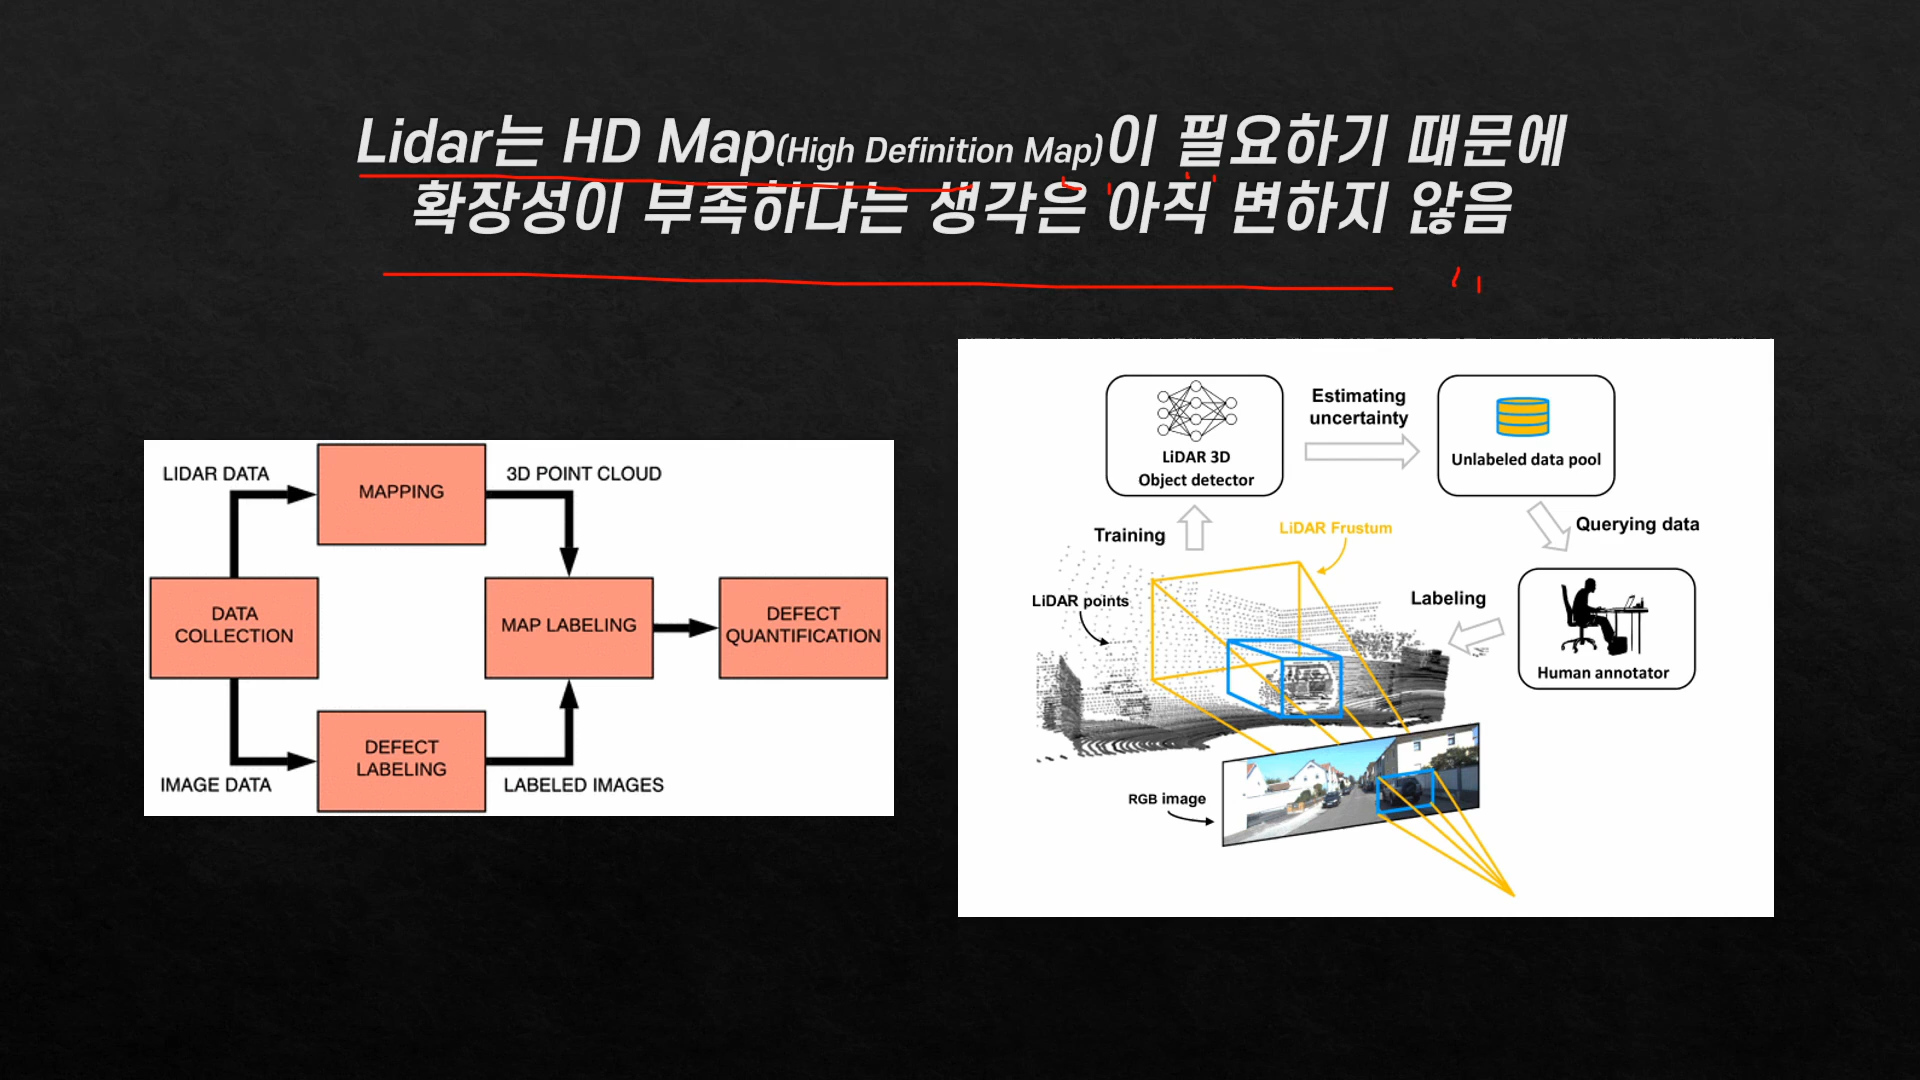 Lidar는 HD Map(High Definition Map)이 필요하기 때문에
확장성이 부족하다는 생각은 아직 변하지 않음
LIDAR DATA
MAPPING
3D POINT CLOUD
DATA
COLLECTION
MAP LABELING
DEFECT
QUANTIFICATION
DEFECT
LABELING
IMAGE DATA
LABELED IMAGES
LiDAR 3D
Object detector
Estimating
uncertainty
Unlabeled data pool
Training
LiDAR Frustum
Querying data
LiDAR points
Labeling
Human annotator
RGB image